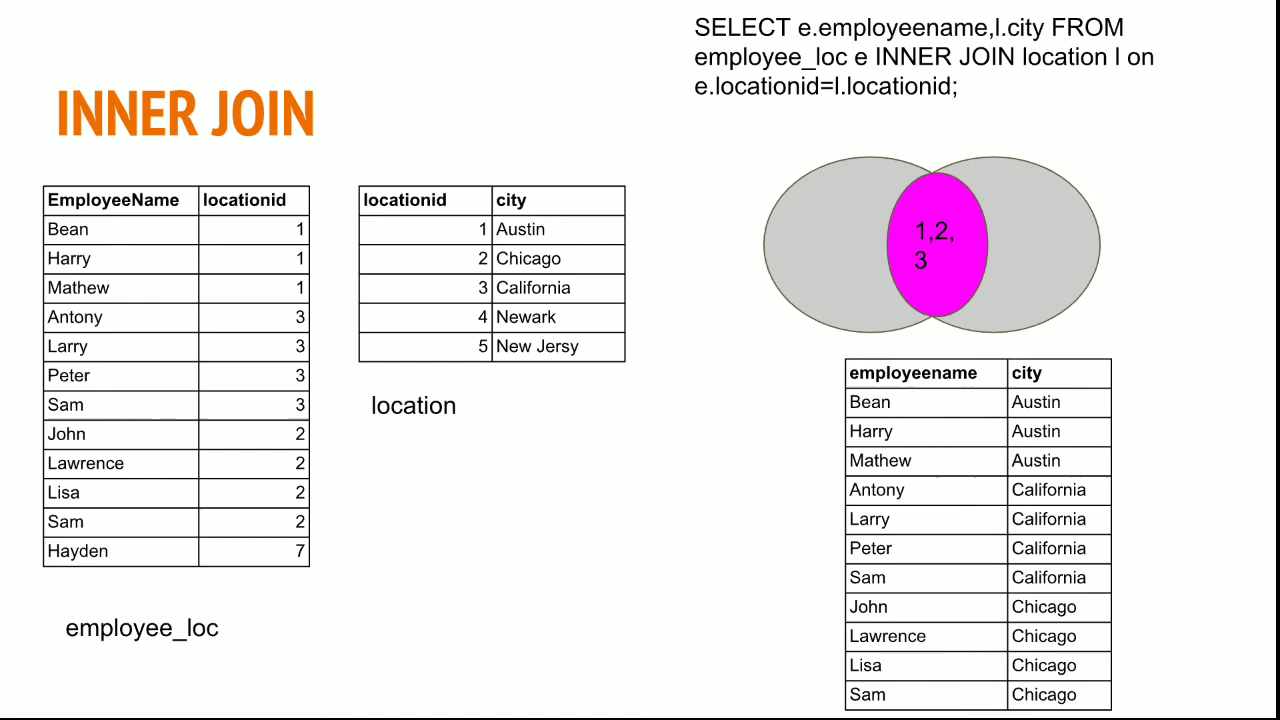 SELECT e.employeename,l.city FROM
employee_loc e INNER JOIN location l on
e.locationid=l.locationid;
INNER JOIN
EmployeeName locationid
Bean 1
Harry 1
Mathew 1
Antony 3
Larry 3
Peter 3
Sam 3
John 2
Lawrence 2
Lisa 2
Sam 2
Hayden 7
employee_loc
locationid city
1 Austin
2 Chicago
3 California
4 Newark
5 New Jersy
location
1,2,
3
employeename city
Bean Austin
Harry Austin
Mathew Austin
Antony California
Larry California
Peter California
Sam California
John Chicago
Lawrence Chicago
Lisa Chicago
Sam Chicago